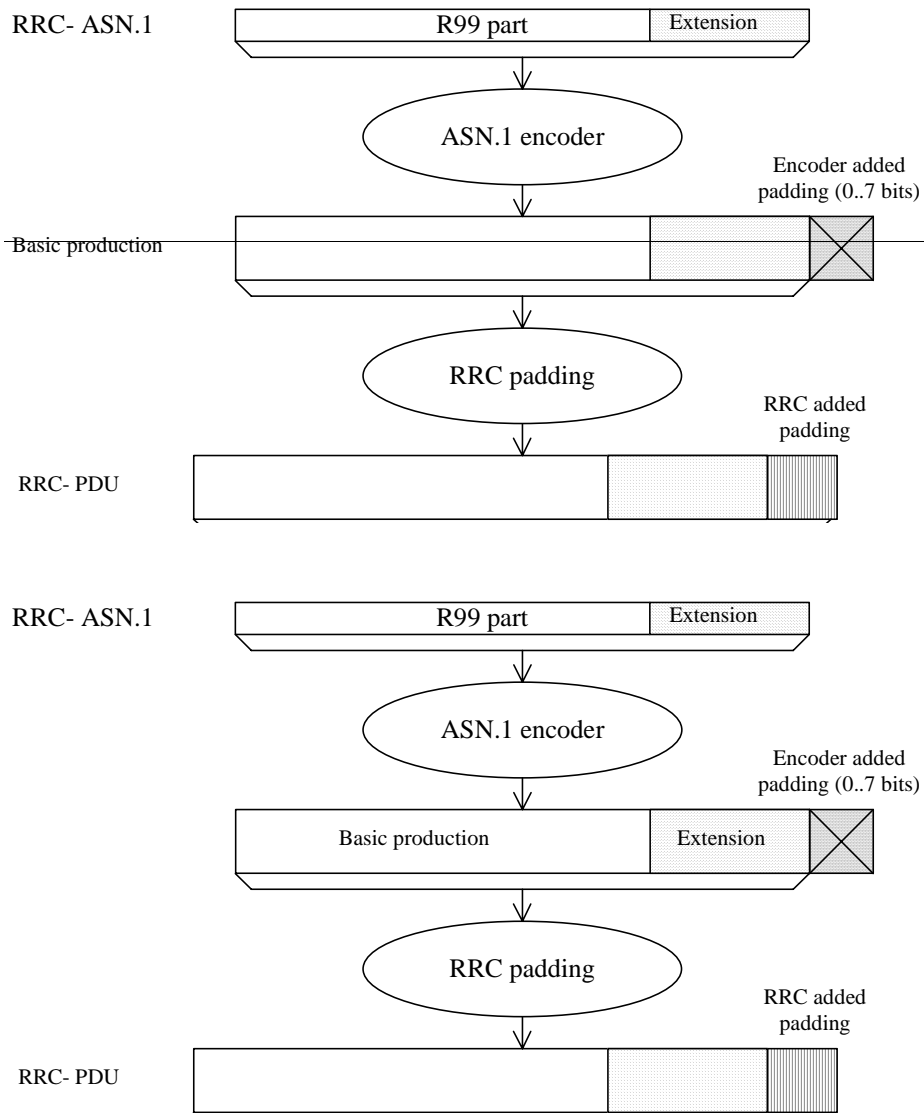 RRC- ASN.1
R99 part
Extension
ASN.1 encoder
Encoder added
padding (0..7 bits)
Basic production
RRC padding
RRC added
padding
RRC- PDU
RRC- ASN.1
R99 part
Extension
ASN.1 encoder
Encoder added
padding (0..7 bits)
Basic production
Extension
RRC padding
RRC added
padding
RRC- PDU